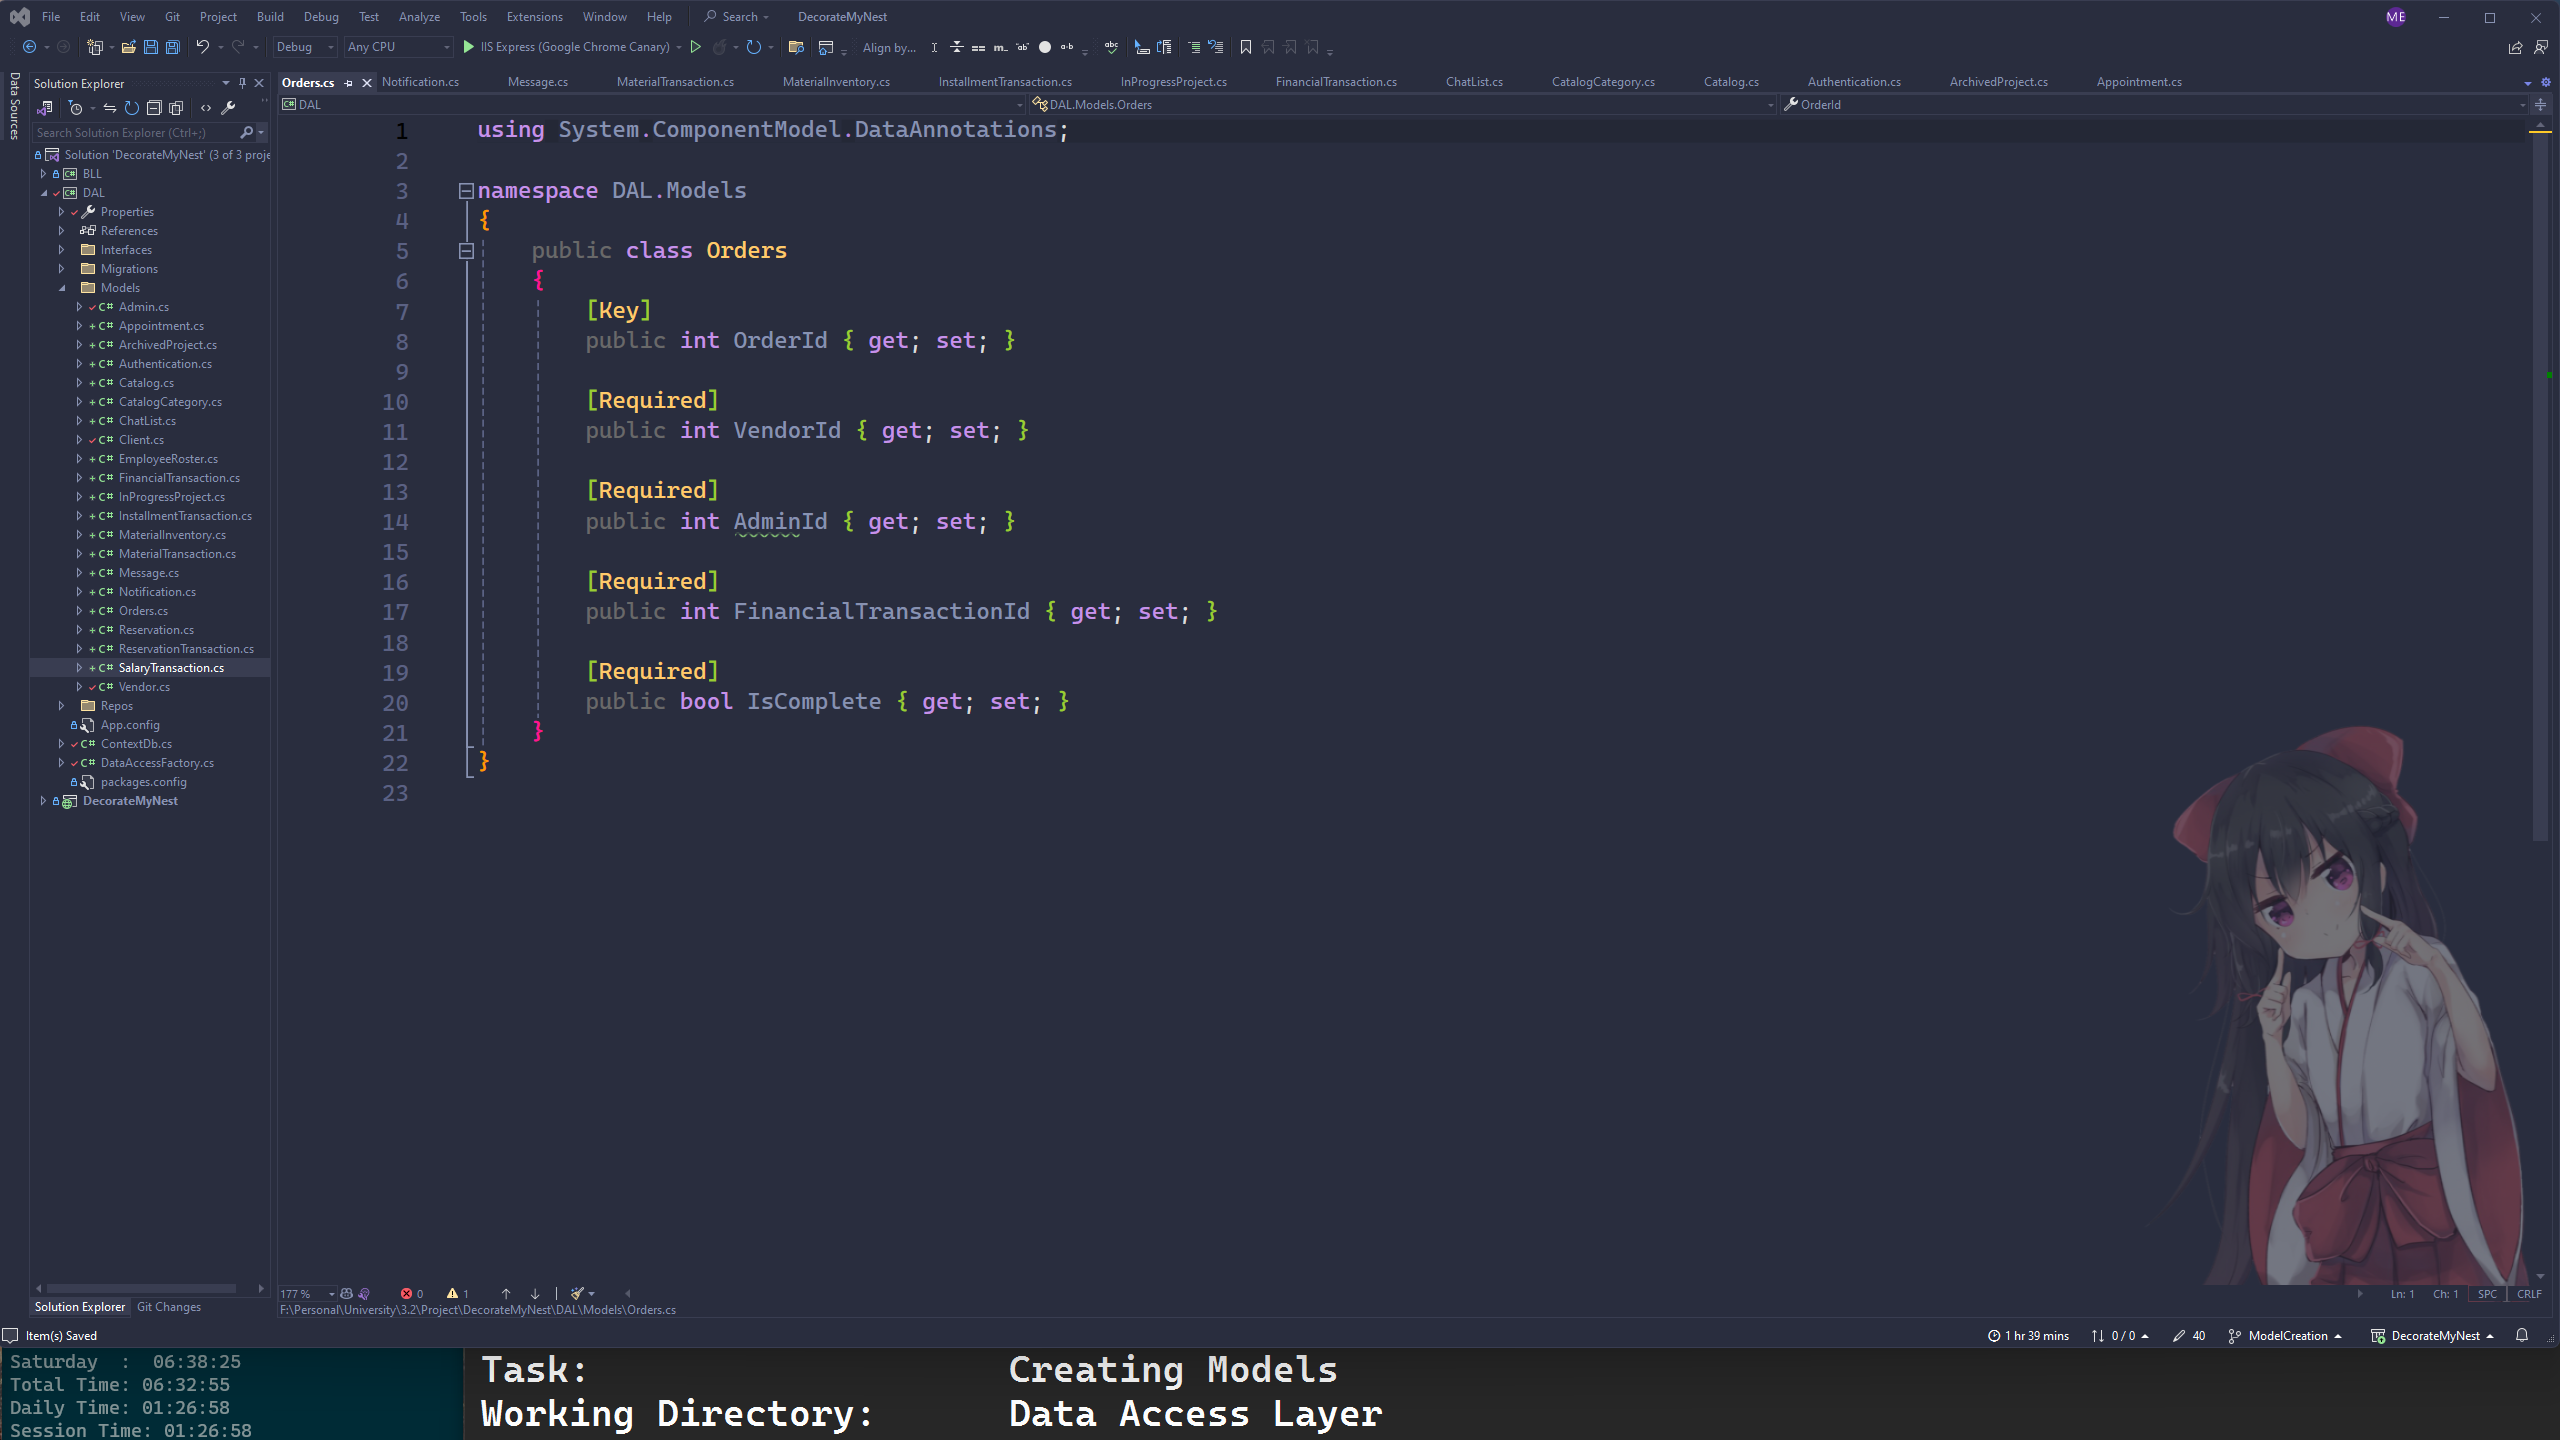 File Edit View Git Project Build Debug Test Analyze Tools Extensions Window Help Search DecorateMyNest ME
Debug Any CPU IIS Express (Google Chrome Canary) Align by...
Data Sources
Solution Explorer
Search Solution Explorer (Ctrl+;)
Solution 'DecorateMyNest' (3 of 3 proje
BLL
DAL
Properties
References
Interfaces
Migrations
Models
C# Admin.cs
C# Appointment.cs
C# ArchivedProject.cs
C# Authentication.cs
C# Catalog.cs
C# CatalogCategory.cs
C# ChatList.cs
C# Client.cs
C# EmployeeRoster.cs
C# FinancialTransaction.cs
C# InProgressProject.cs
C# InstallmentTransaction.cs
C# MaterialInventory.cs
C# MaterialTransaction.cs
C# Message.cs
C# Notification.cs
C# Orders.cs
C# Reservation.cs
C# ReservationTransaction.cs
C# SalaryTransaction.cs
C# Vendor.cs
Repos
App.config
C# ContextDb.cs
C# DataAccessFactory.cs
packages.config
DecorateMyNest
Solution Explorer Git Changes
Orders.cs Notification.cs Message.cs MaterialTransaction.cs MaterialInventory.cs InstallmentTransaction.cs InProgressProject.cs FinancialTransaction.cs ChatList.cs CatalogCategory.cs Catalog.cs Authentication.cs ArchivedProject.cs Appointment.cs
DAL DAL.Models.Orders OrderId
1 using System.ComponentModel.DataAnnotations;
2
3 namespace DAL.Models
4 {
5 public class Orders
6 {
7 [Key]
8 public int OrderId { get; set; }
9
10 [Required]
11 public int VendorId { get; set; }
12
13 [Required]
14 public int AdminId { get; set; }
15
16 [Required]
17 public int FinancialTransactionId { get; set; }
18
19 [Required]
20 public bool IsComplete { get; set; }
21 }
22 }
23
177 % 0 1 Ln: 1 Ch: 1 SPC CRLF
F:\Personal\University\3.2\Project\DecorateMyNest\DAL\Models\Orders.cs
Item(s) Saved 1 hr 39 mins 0 / 0 40 ModelCreation DecorateMyNest
Saturday : 06:38:25
Total Time: 06:32:55
Daily Time: 01:26:58
Session Time: 01:26:58
Task: Creating Models
Working Directory: Data Access Layer